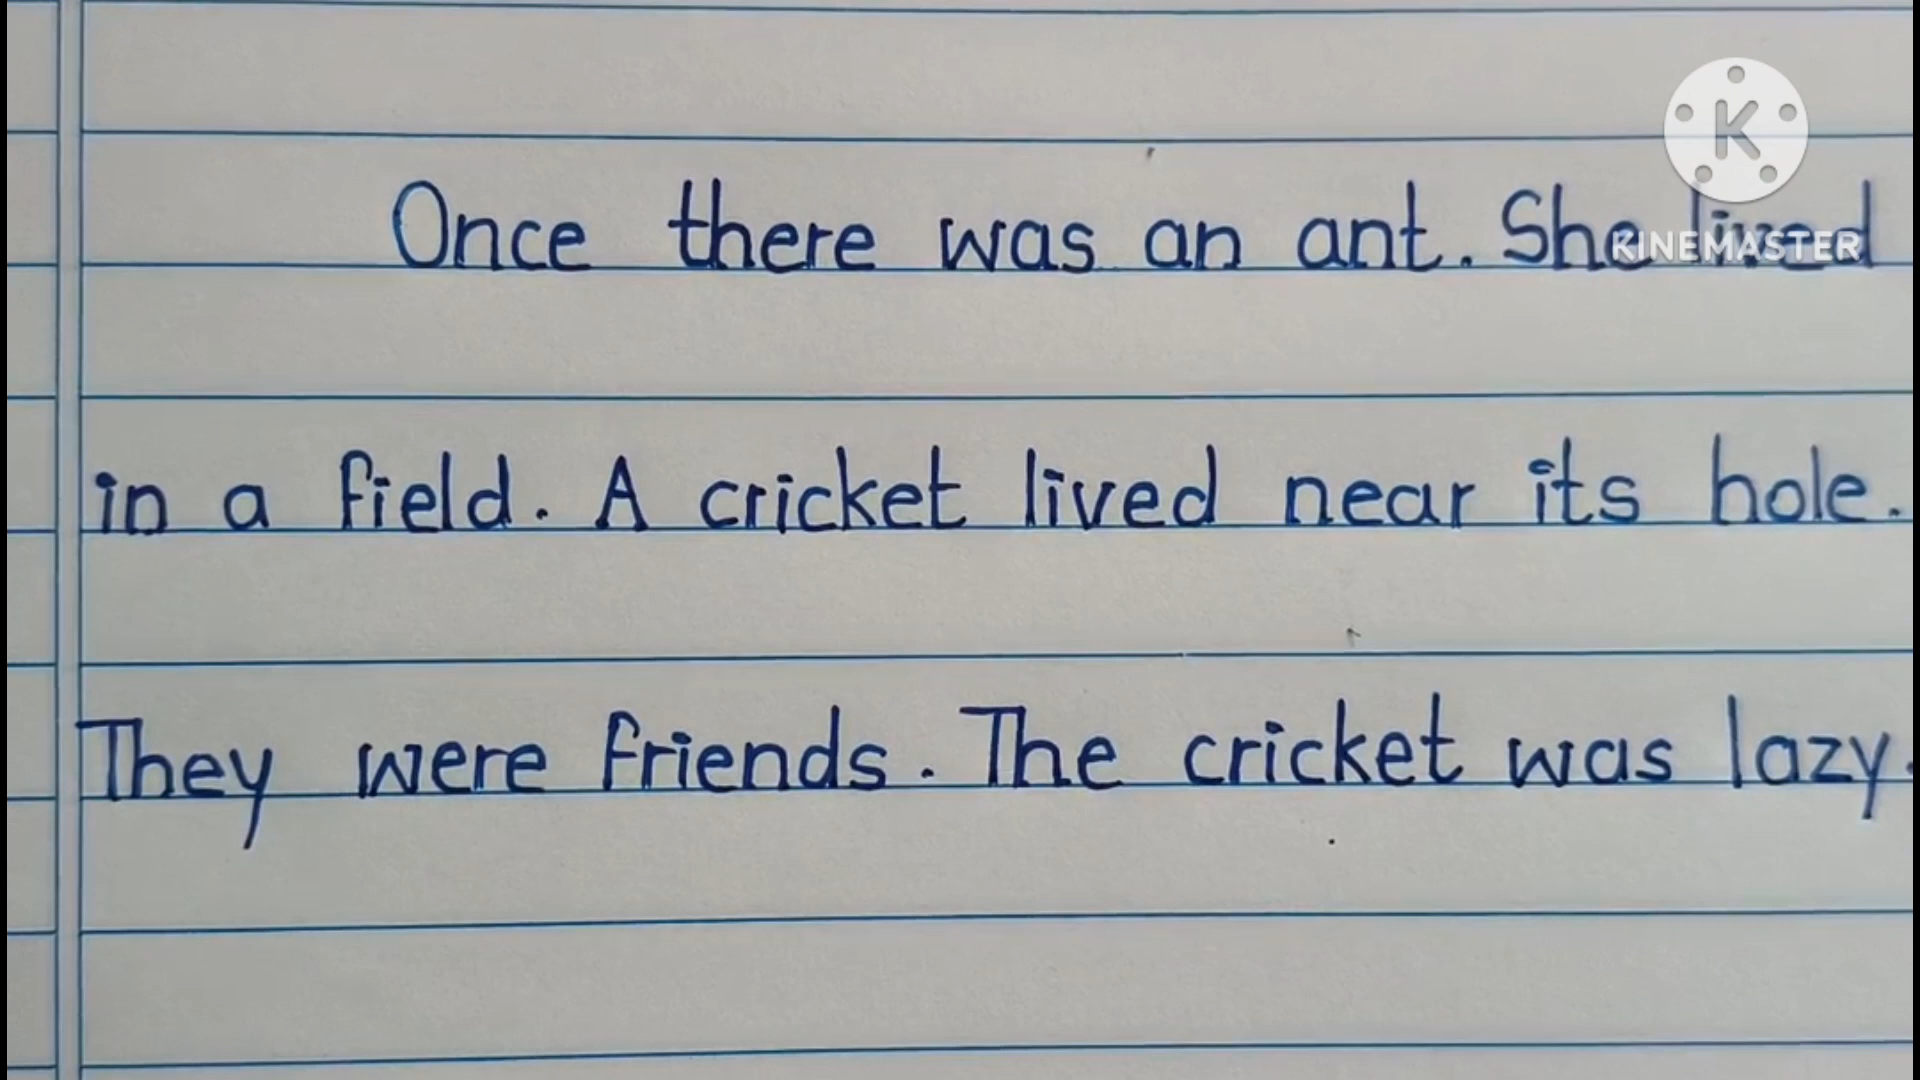 K
KINEMASTER
Once there was an ant. She lived
in a field. A cricket lived near its hole.
They were friends. The cricket was lazy.